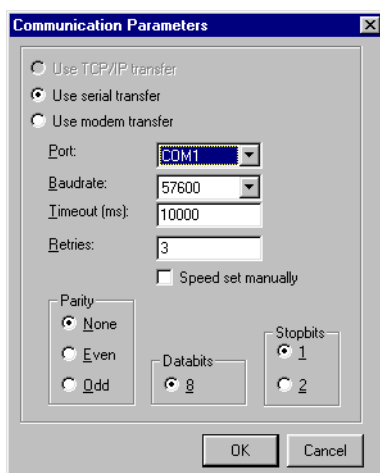 Communication Parameters
Use TCP/IP transfer
Use serial transfer
Use modem transfer
Port: COM1
Baudrate: 57600
Timeout (ms): 10000
Retries: 3
Speed set manually
Parity
None
Even
Odd
Databits
8
Stopbits
1
2
OK Cancel